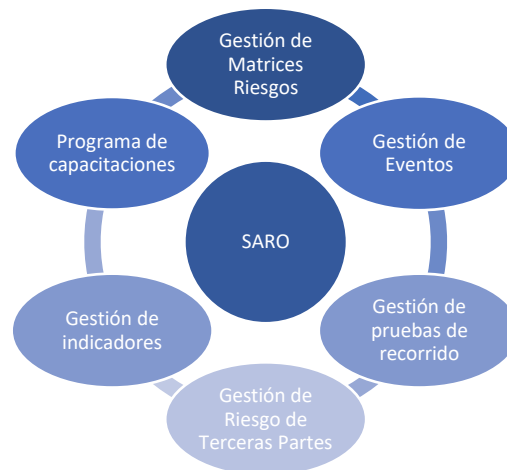 Gestión de
Matrices
Riesgos
Programa de
capacitaciones
Gestión de
Eventos
SARO
Gestión de
indicadores
Gestión de
pruebas de
recorrido
Gestión de
Riesgo de
Terceras Partes